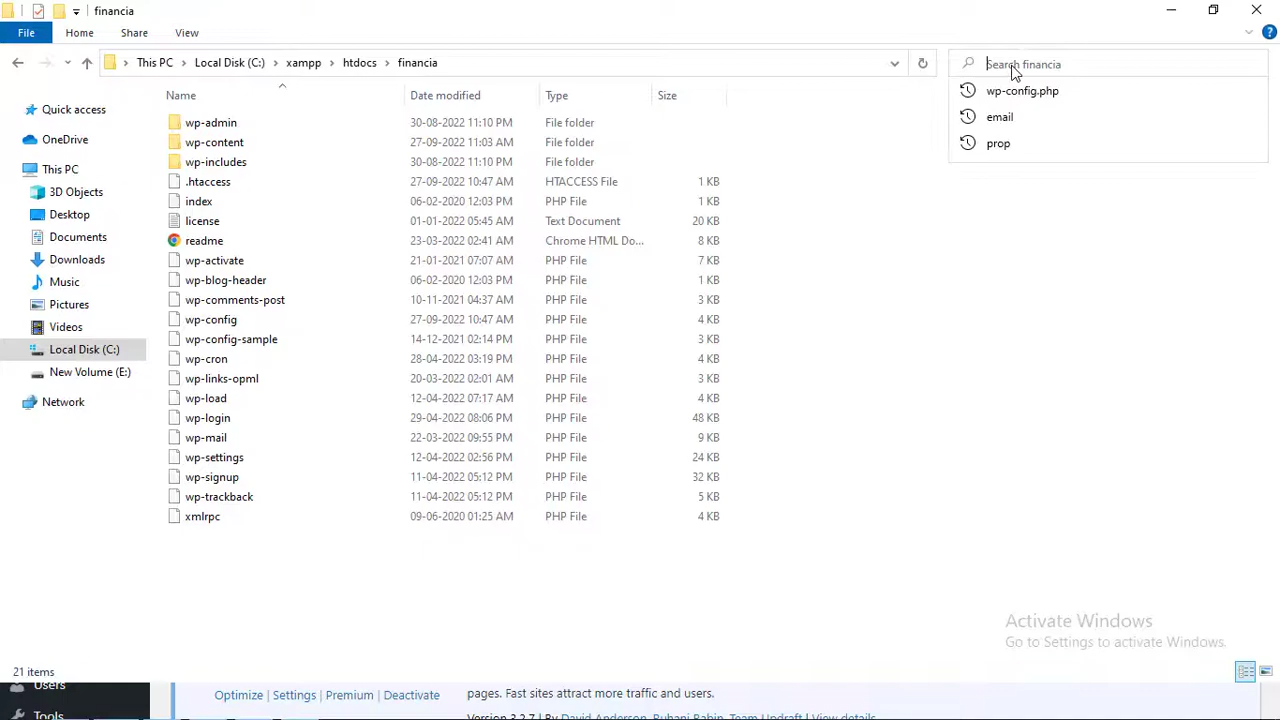 financia
File Home Share View
This PC Local Disk (C:) xampp htdocs financia
Search financia
wp-config.php
email
prop
Quick access
OneDrive
This PC
3D Objects
Desktop
Documents
Downloads
Music
Pictures
Videos
Local Disk (C:)
New Volume (E:)
Network
Name Date modified Type Size
wp-admin 30-08-2022 11:10 PM File folder
wp-content 27-09-2022 11:03 AM File folder
wp-includes 30-08-2022 11:10 PM File folder
.htaccess 27-09-2022 10:47 AM HTACCESS File 1 KB
index 06-02-2020 12:03 PM PHP File 1 KB
license 01-01-2022 05:45 AM Text Document 20 KB
readme 23-03-2022 02:41 AM Chrome HTML Do... 8 KB
wp-activate 21-01-2021 07:07 AM PHP File 7 KB
wp-blog-header 06-02-2020 12:03 PM PHP File 1 KB
wp-comments-post 10-11-2021 04:37 AM PHP File 3 KB
wp-config 27-09-2022 10:47 AM PHP File 4 KB
wp-config-sample 14-12-2021 02:14 PM PHP File 3 KB
wp-cron 28-04-2022 03:19 PM PHP File 4 KB
wp-links-opml 20-03-2022 02:01 AM PHP File 3 KB
wp-load 12-04-2022 07:17 AM PHP File 4 KB
wp-login 29-04-2022 08:06 PM PHP File 48 KB
wp-mail 22-03-2022 09:55 PM PHP File 9 KB
wp-settings 12-04-2022 02:56 PM PHP File 24 KB
wp-signup 11-04-2022 05:12 PM PHP File 32 KB
wp-trackback 11-04-2022 05:12 PM PHP File 5 KB
xmlrpc 09-06-2020 01:25 AM PHP File 4 KB
Activate Windows
Go to Settings to activate Windows.
21 items
Users
Tools
Optimize | Settings | Premium | Deactivate
pages. Fast sites attract more traffic and users.
Version 3.2.7 | By David Anderson, Ruhani Rabin, Team Updraft | View details